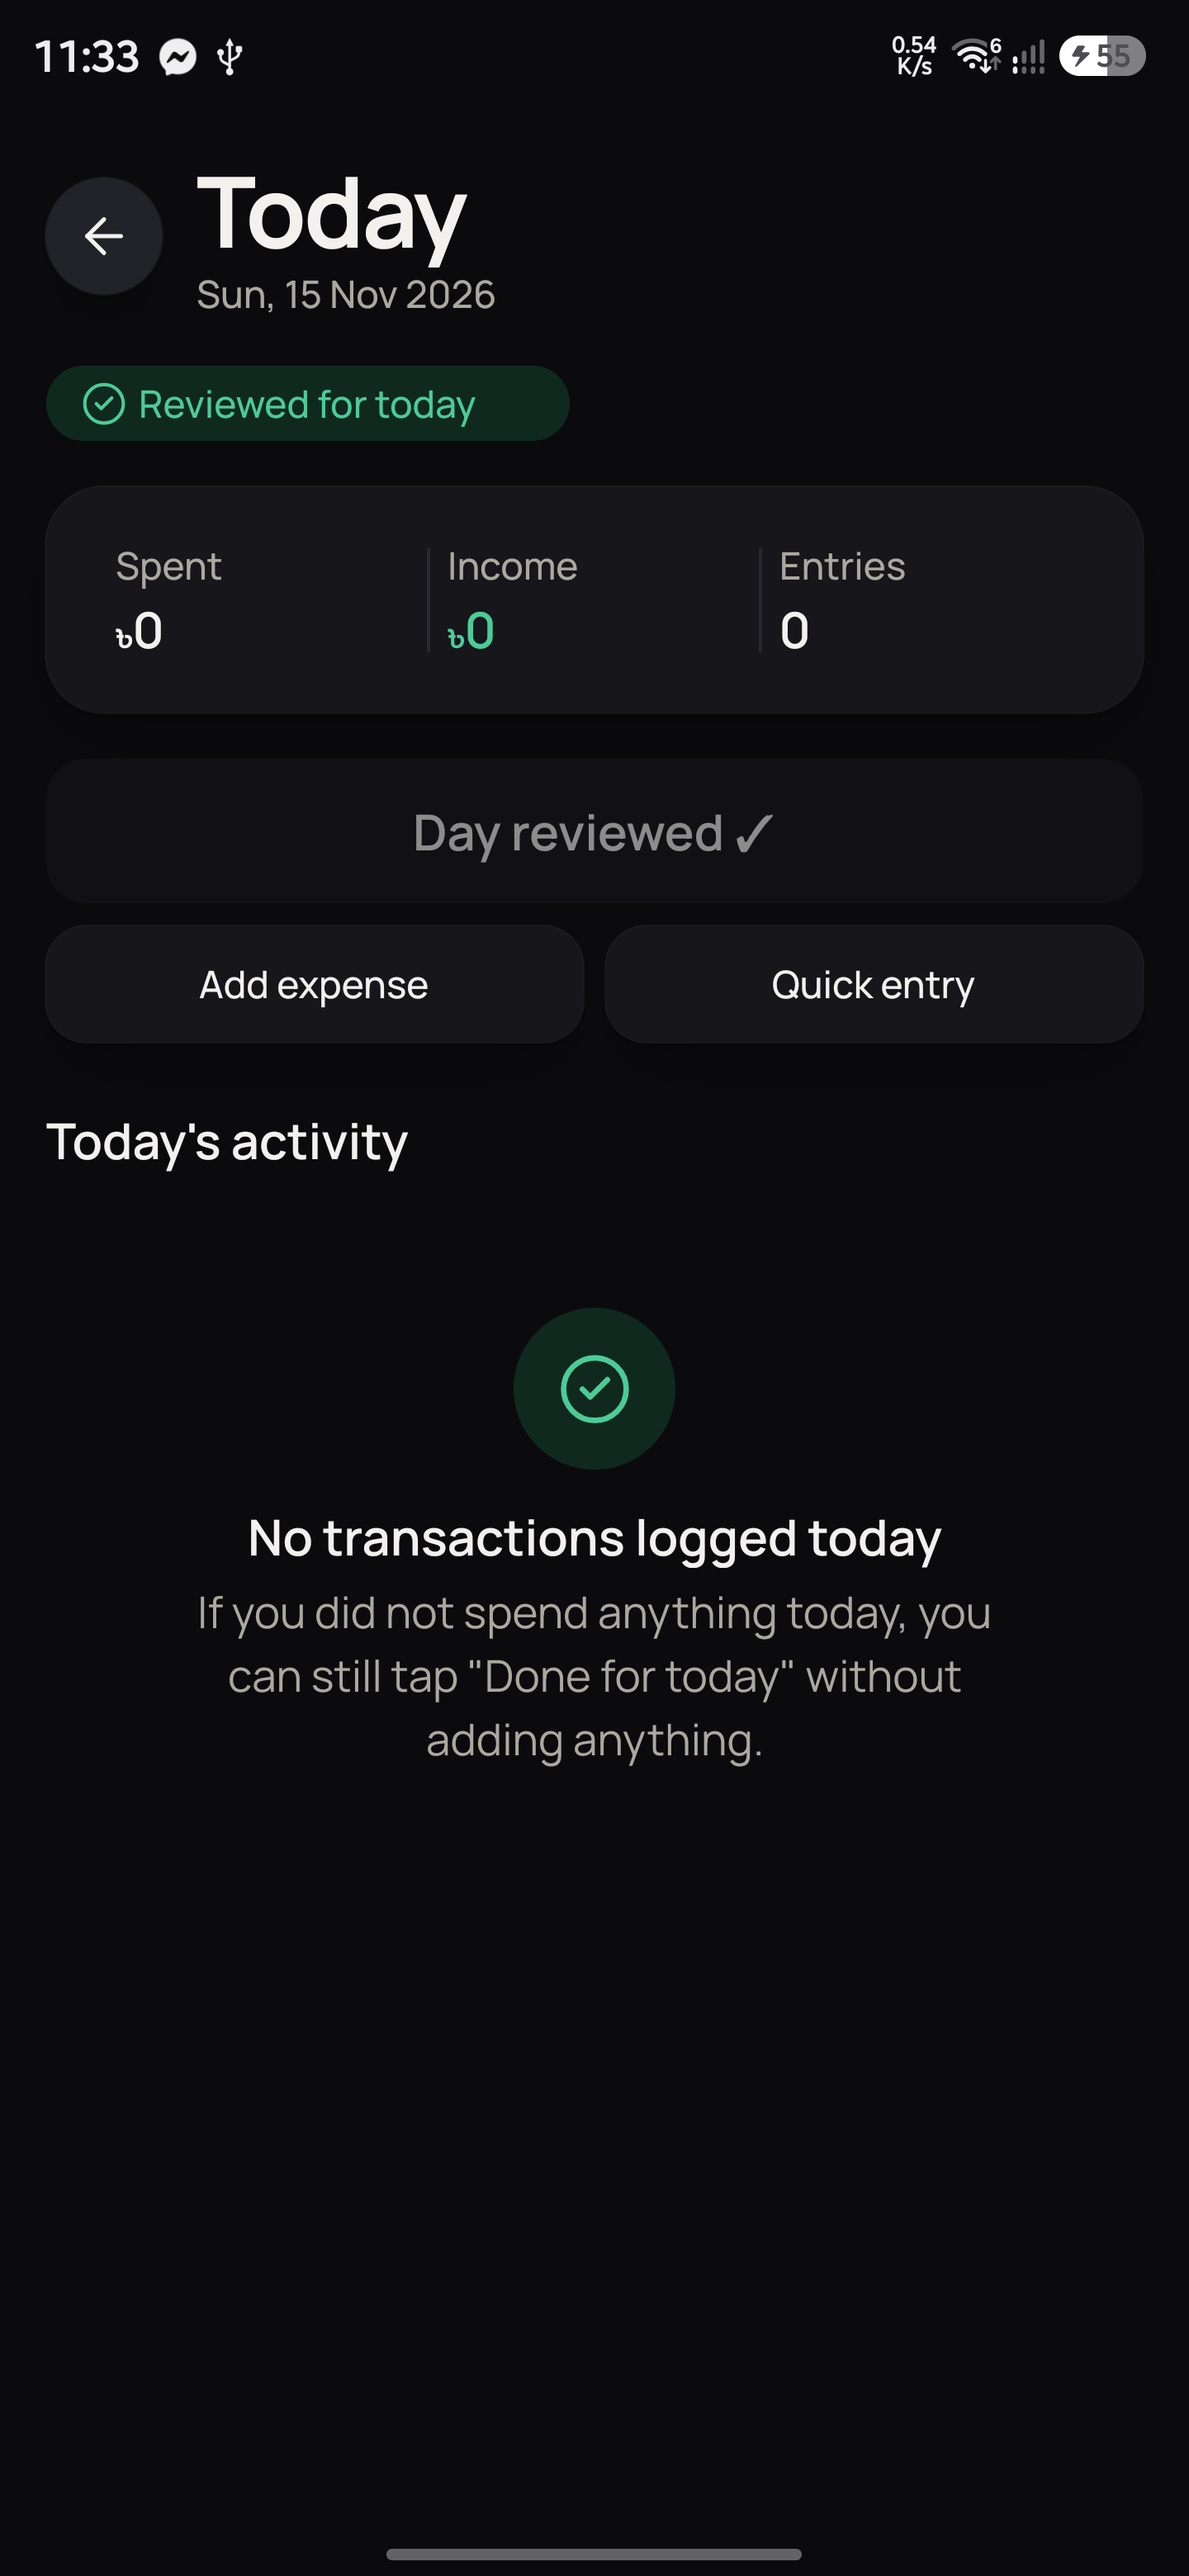 11:33
0.54
K/s
6
55
Today
Sun, 15 Nov 2026
Reviewed for today
Spent
Income
Entries
৳0
৳0
0
Day reviewed ✓
Add expense
Quick entry
Today's activity
No transactions logged today
If you did not spend anything today, you
can still tap "Done for today" without
adding anything.